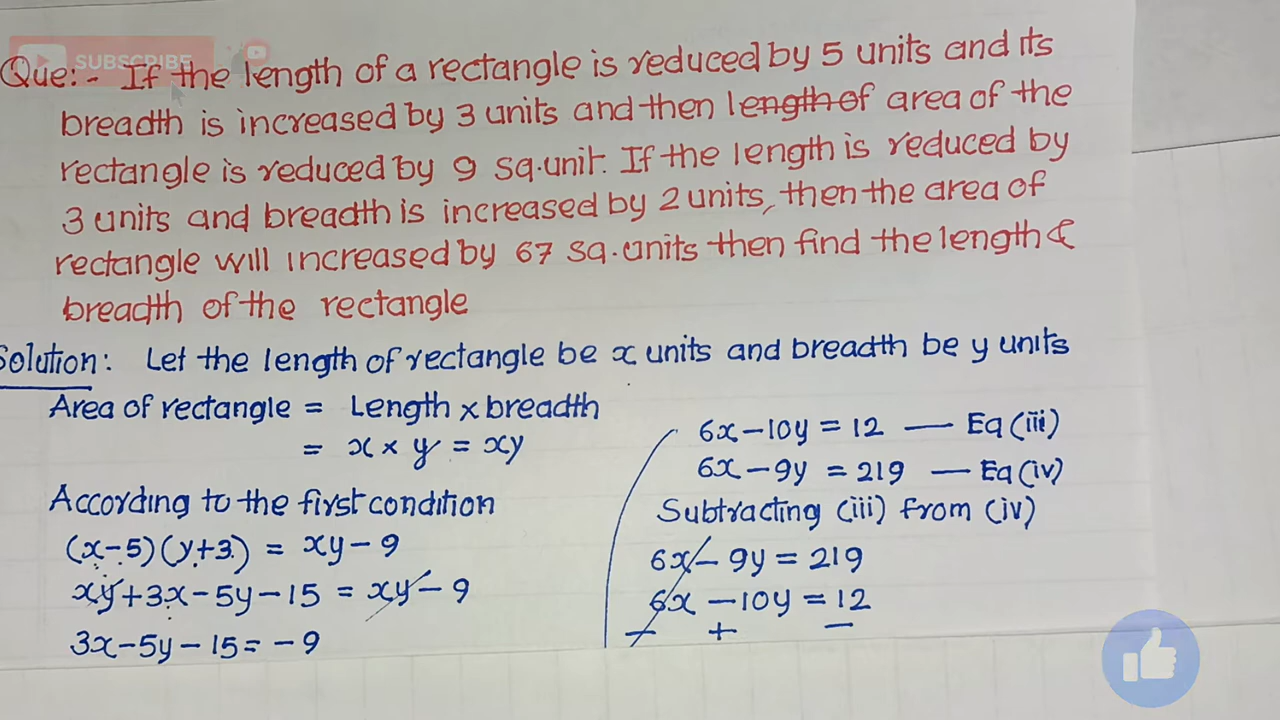 SUBSCRIBE
Que:- If the length of a rectangle is reduced by 5 units and its
breadth is increased by 3 units and then length of area of the
rectangle is reduced by 9 sq.unit. If the length is reduced by
3 units and breadth is increased by 2 units, then the area of
rectangle will increased by 67 sq.units then find the length &
breadth of the rectangle
Solution: Let the length of rectangle be x units and breadth be y units
Area of rectangle = Length × breadth
= x × y = xy
According to the first condition
(x-5)(y+3) = xy-9
xy+3x-5y-15 = xy-9
3x-5y-15 = -9
6x-10y = 12 — Eq (iii)
6x-9y = 219 — Eq (iv)
Subtracting (iii) from (iv)
6x-9y = 219
6x-10y = 12
- + -